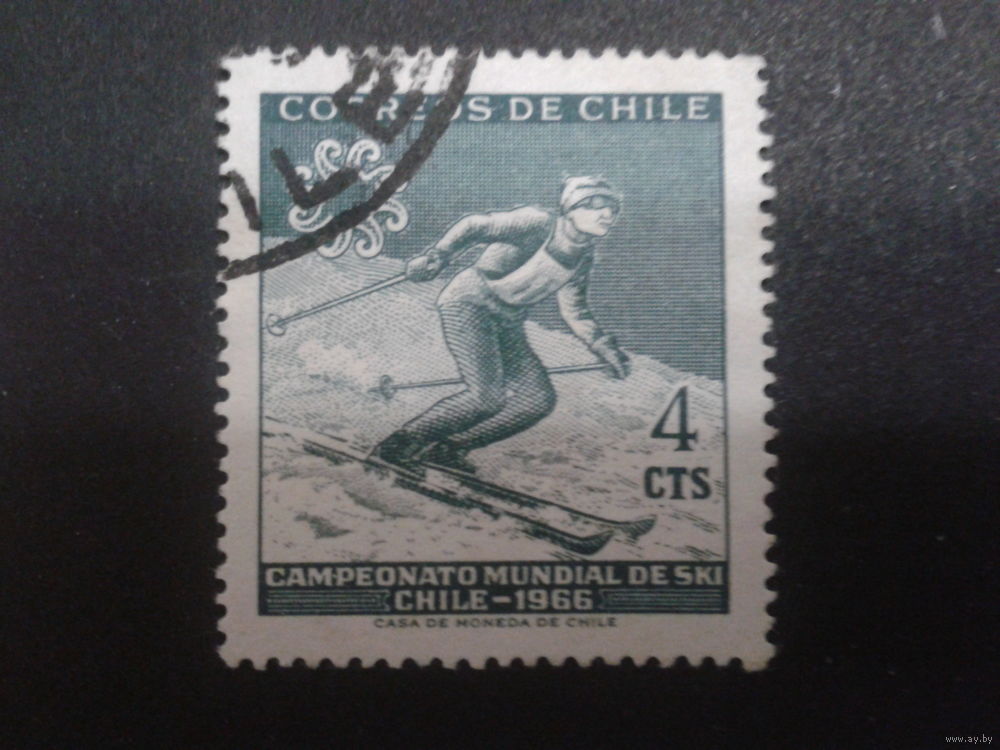 CORREOS DE CHILE
4
CTS
CAMPEONATO MUNDIAL DE SKI
CHILE-1966
CASA DE MONEDA DE CHILE
www.ay.by